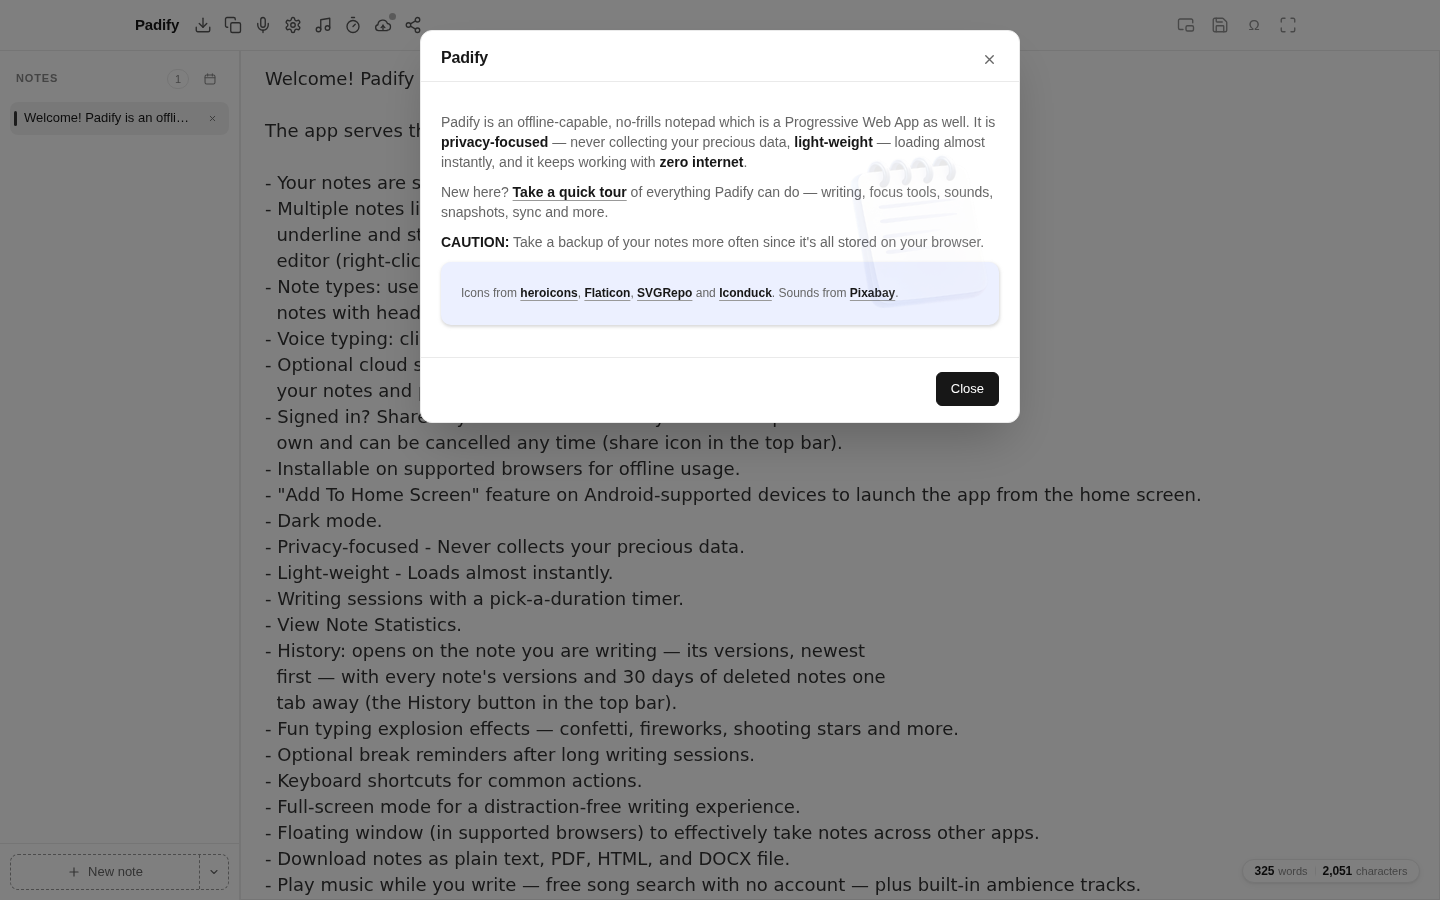 Padify
Ω
NOTES
1
Welcome! Padify is an offli...
New note
Padify
Padify is an offline-capable, no-frills notepad which is a Progressive Web App as well. It is
privacy-focused — never collecting your precious data, light-weight — loading almost
instantly, and it keeps working with zero internet.
New here? Take a quick tour of everything Padify can do — writing, focus tools, sounds,
snapshots, sync and more.
CAUTION: Take a backup of your notes more often since it's all stored on your browser.
Icons from heroicons, Flaticon, SVGRepo and Iconduck. Sounds from Pixabay.
Close
Welcome! Padify
The app serves
- Your notes are
- Multiple notes
underline and
editor
- Note types: use
notes with head
- Voice typing:
- Optional cloud
your notes and
- Signed in? Share
own and can be cancelled any time (share icon in the top bar).
- Installable on supported browsers for offline usage.
- "Add To Home Screen" feature on Android-supported devices to launch the app from the home screen.
- Dark mode.
- Privacy-focused - Never collects your precious data.
- Light-weight - Loads almost instantly.
- Writing sessions with a pick-a-duration timer.
- View Note Statistics.
- History: opens on the note you are writing — its versions, newest
first — with every note's versions and 30 days of deleted notes one
tab away (the History button in the top bar).
- Fun typing explosion effects — confetti, fireworks, shooting stars and more.
- Optional break reminders after long writing sessions.
- Keyboard shortcuts for common actions.
- Full-screen mode for a distraction-free writing experience.
- Floating window (in supported browsers) to effectively take notes across other apps.
- Download notes as plain text, PDF, HTML, and DOCX file.
- Play music while you write — free song search with no account — plus built-in ambience tracks.
325 words 2,051 characters